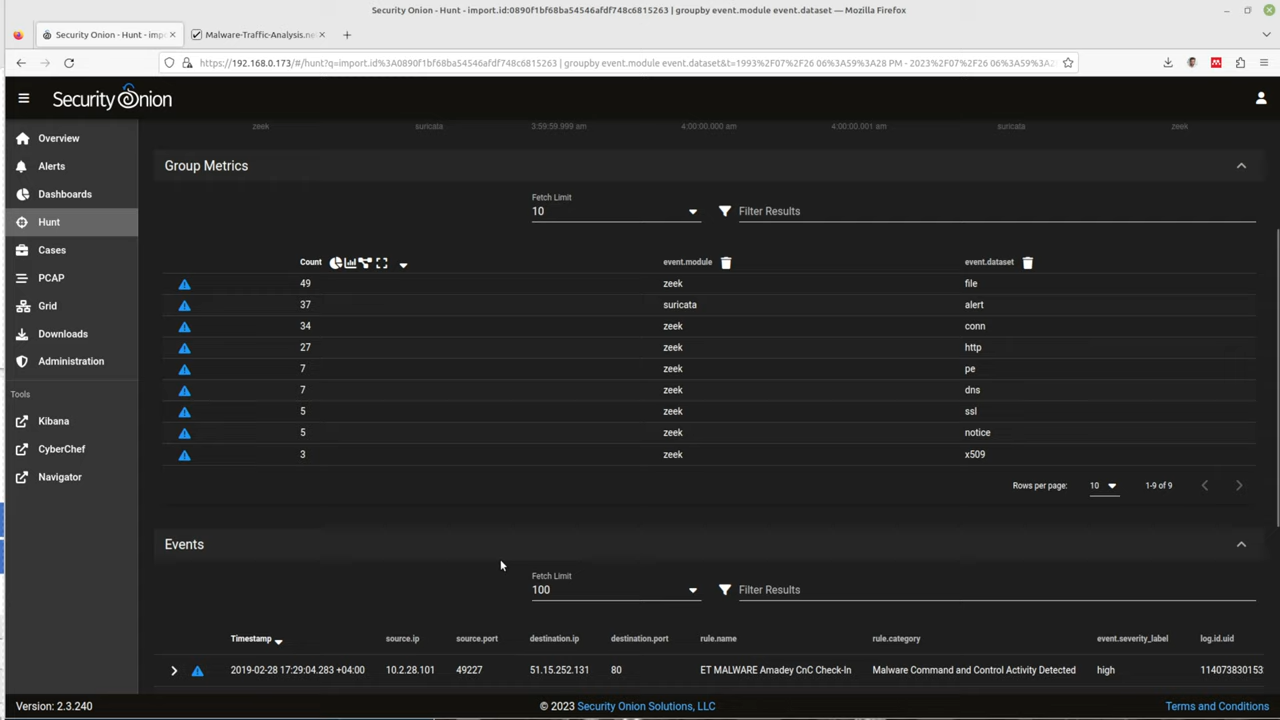 Security Onion - Hunt - import.id:0890f1bf68ba54546afdf748c6815263 | groupby event.module event.dataset — Mozilla Firefox
Security Onion - Hunt - imp
Malware-Traffic-Analysis.ne
https://192.168.0.173/#/hunt?q=import.id%3A0890f1bf68ba54546afdf748c6815263 | groupby event.module event.dataset&t=1993%2F07%2F26 06%3A59%3A28 PM - 2023%2F07%2F26 06%3A59%3A2
Security Onion
Overview
Alerts
Dashboards
Hunt
Cases
PCAP
Grid
Downloads
Administration
Tools
Kibana
CyberChef
Navigator
zeek suricata 3:59:59.999 am 4:00:00.000 am 4:00:00.001 am suricata zeek
Group Metrics
Fetch Limit
10 Filter Results
Count event.module event.dataset
49 zeek file
37 suricata alert
34 zeek conn
27 zeek http
7 zeek pe
7 zeek dns
5 zeek ssl
5 zeek notice
3 zeek x509
Rows per page: 10 1-9 of 9
Events
Fetch Limit
100 Filter Results
Timestamp source.ip source.port destination.ip destination.port rule.name rule.category event.severity_label log.id.uid
2019-02-28 17:29:04.283 +04:00 10.2.28.101 49227 51.15.252.131 80 ET MALWARE Amadey CnC Check-In Malware Command and Control Activity Detected high 114073830153
Version: 2.3.240
© 2023 Security Onion Solutions, LLC
Terms and Conditions